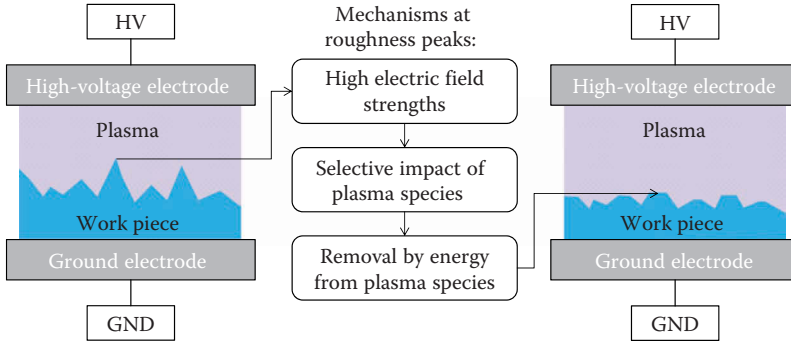 HV
High-voltage electrode
Plasma
Work piece
Ground electrode
GND
Mechanisms at
roughness peaks:
High electric field
strengths
Selective impact of
plasma species
Removal by energy
from plasma species
HV
High-voltage electrode
Plasma
Work piece
Ground electrode
GND